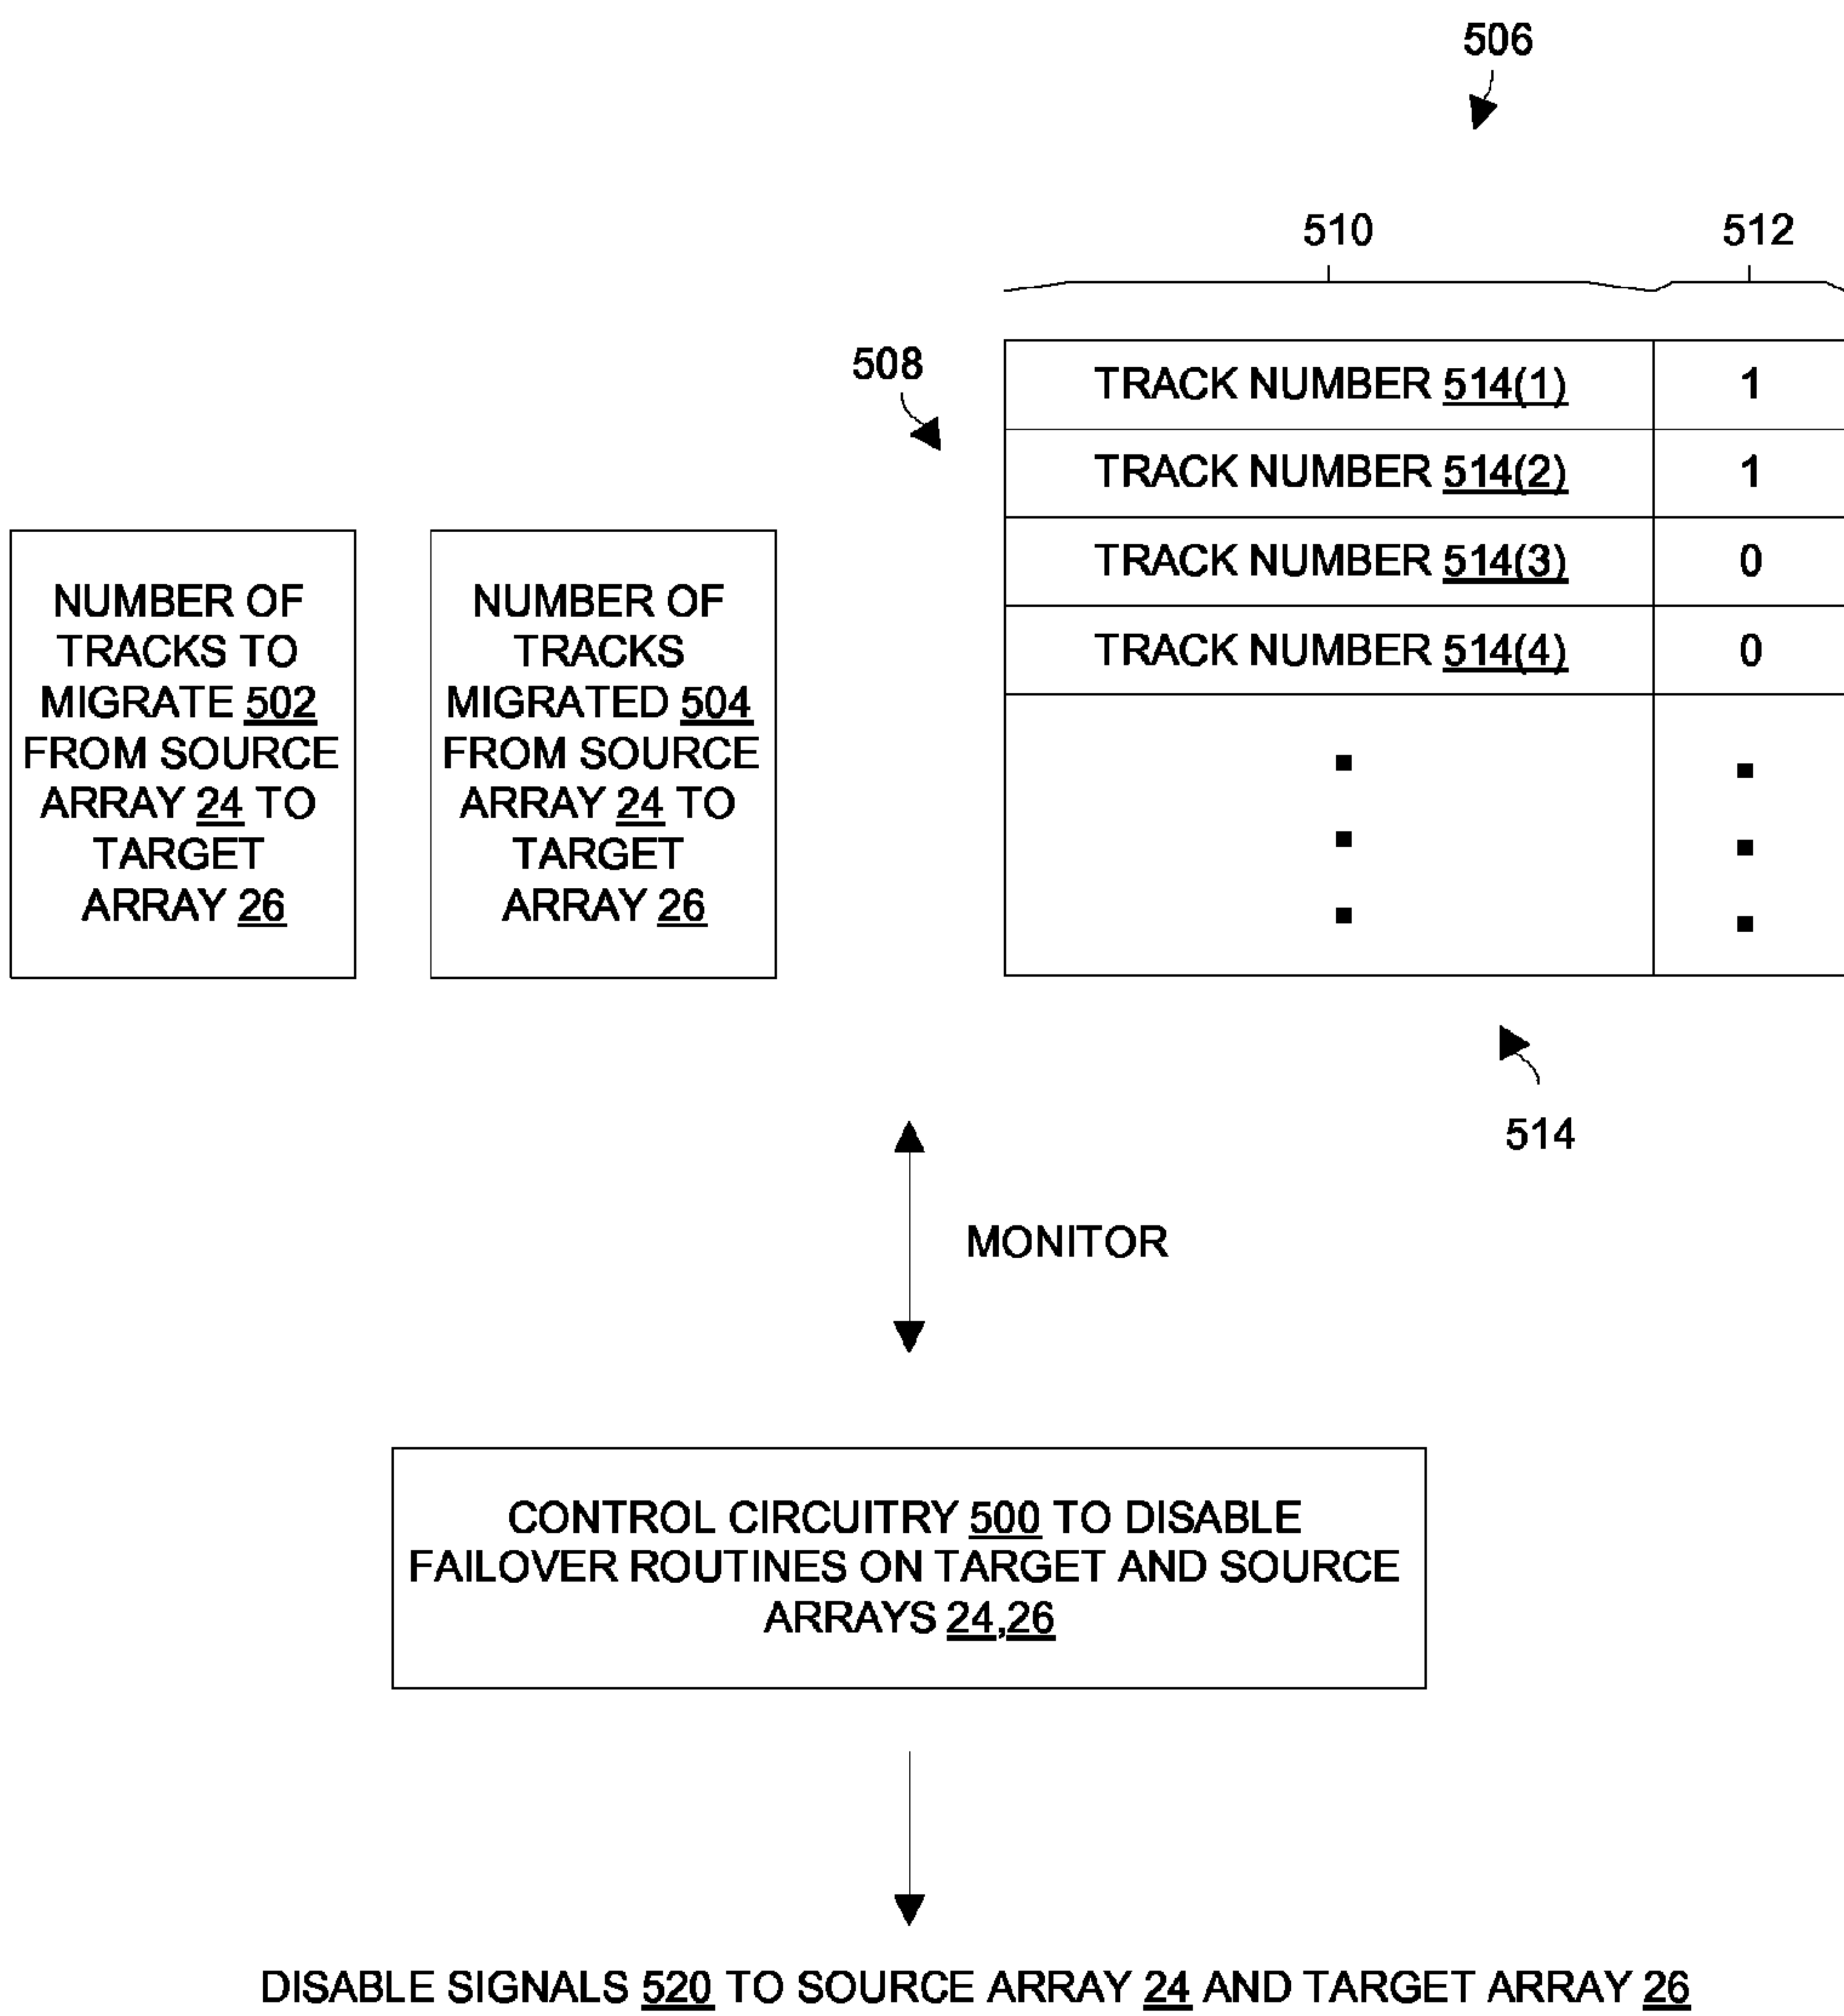 506
510
512
508
TRACK NUMBER 514(1) 1
TRACK NUMBER 514(2) 1
TRACK NUMBER 514(3) 0
TRACK NUMBER 514(4) 0
NUMBER OF
TRACKS TO
MIGRATE 502
FROM SOURCE
ARRAY 24 TO
TARGET
ARRAY 26
NUMBER OF
TRACKS
MIGRATED 504
FROM SOURCE
ARRAY 24 TO
TARGET
ARRAY 26
514
MONITOR
CONTROL CIRCUITRY 500 TO DISABLE
FAILOVER ROUTINES ON TARGET AND SOURCE
ARRAYS 24,26
DISABLE SIGNALS 520 TO SOURCE ARRAY 24 AND TARGET ARRAY 26